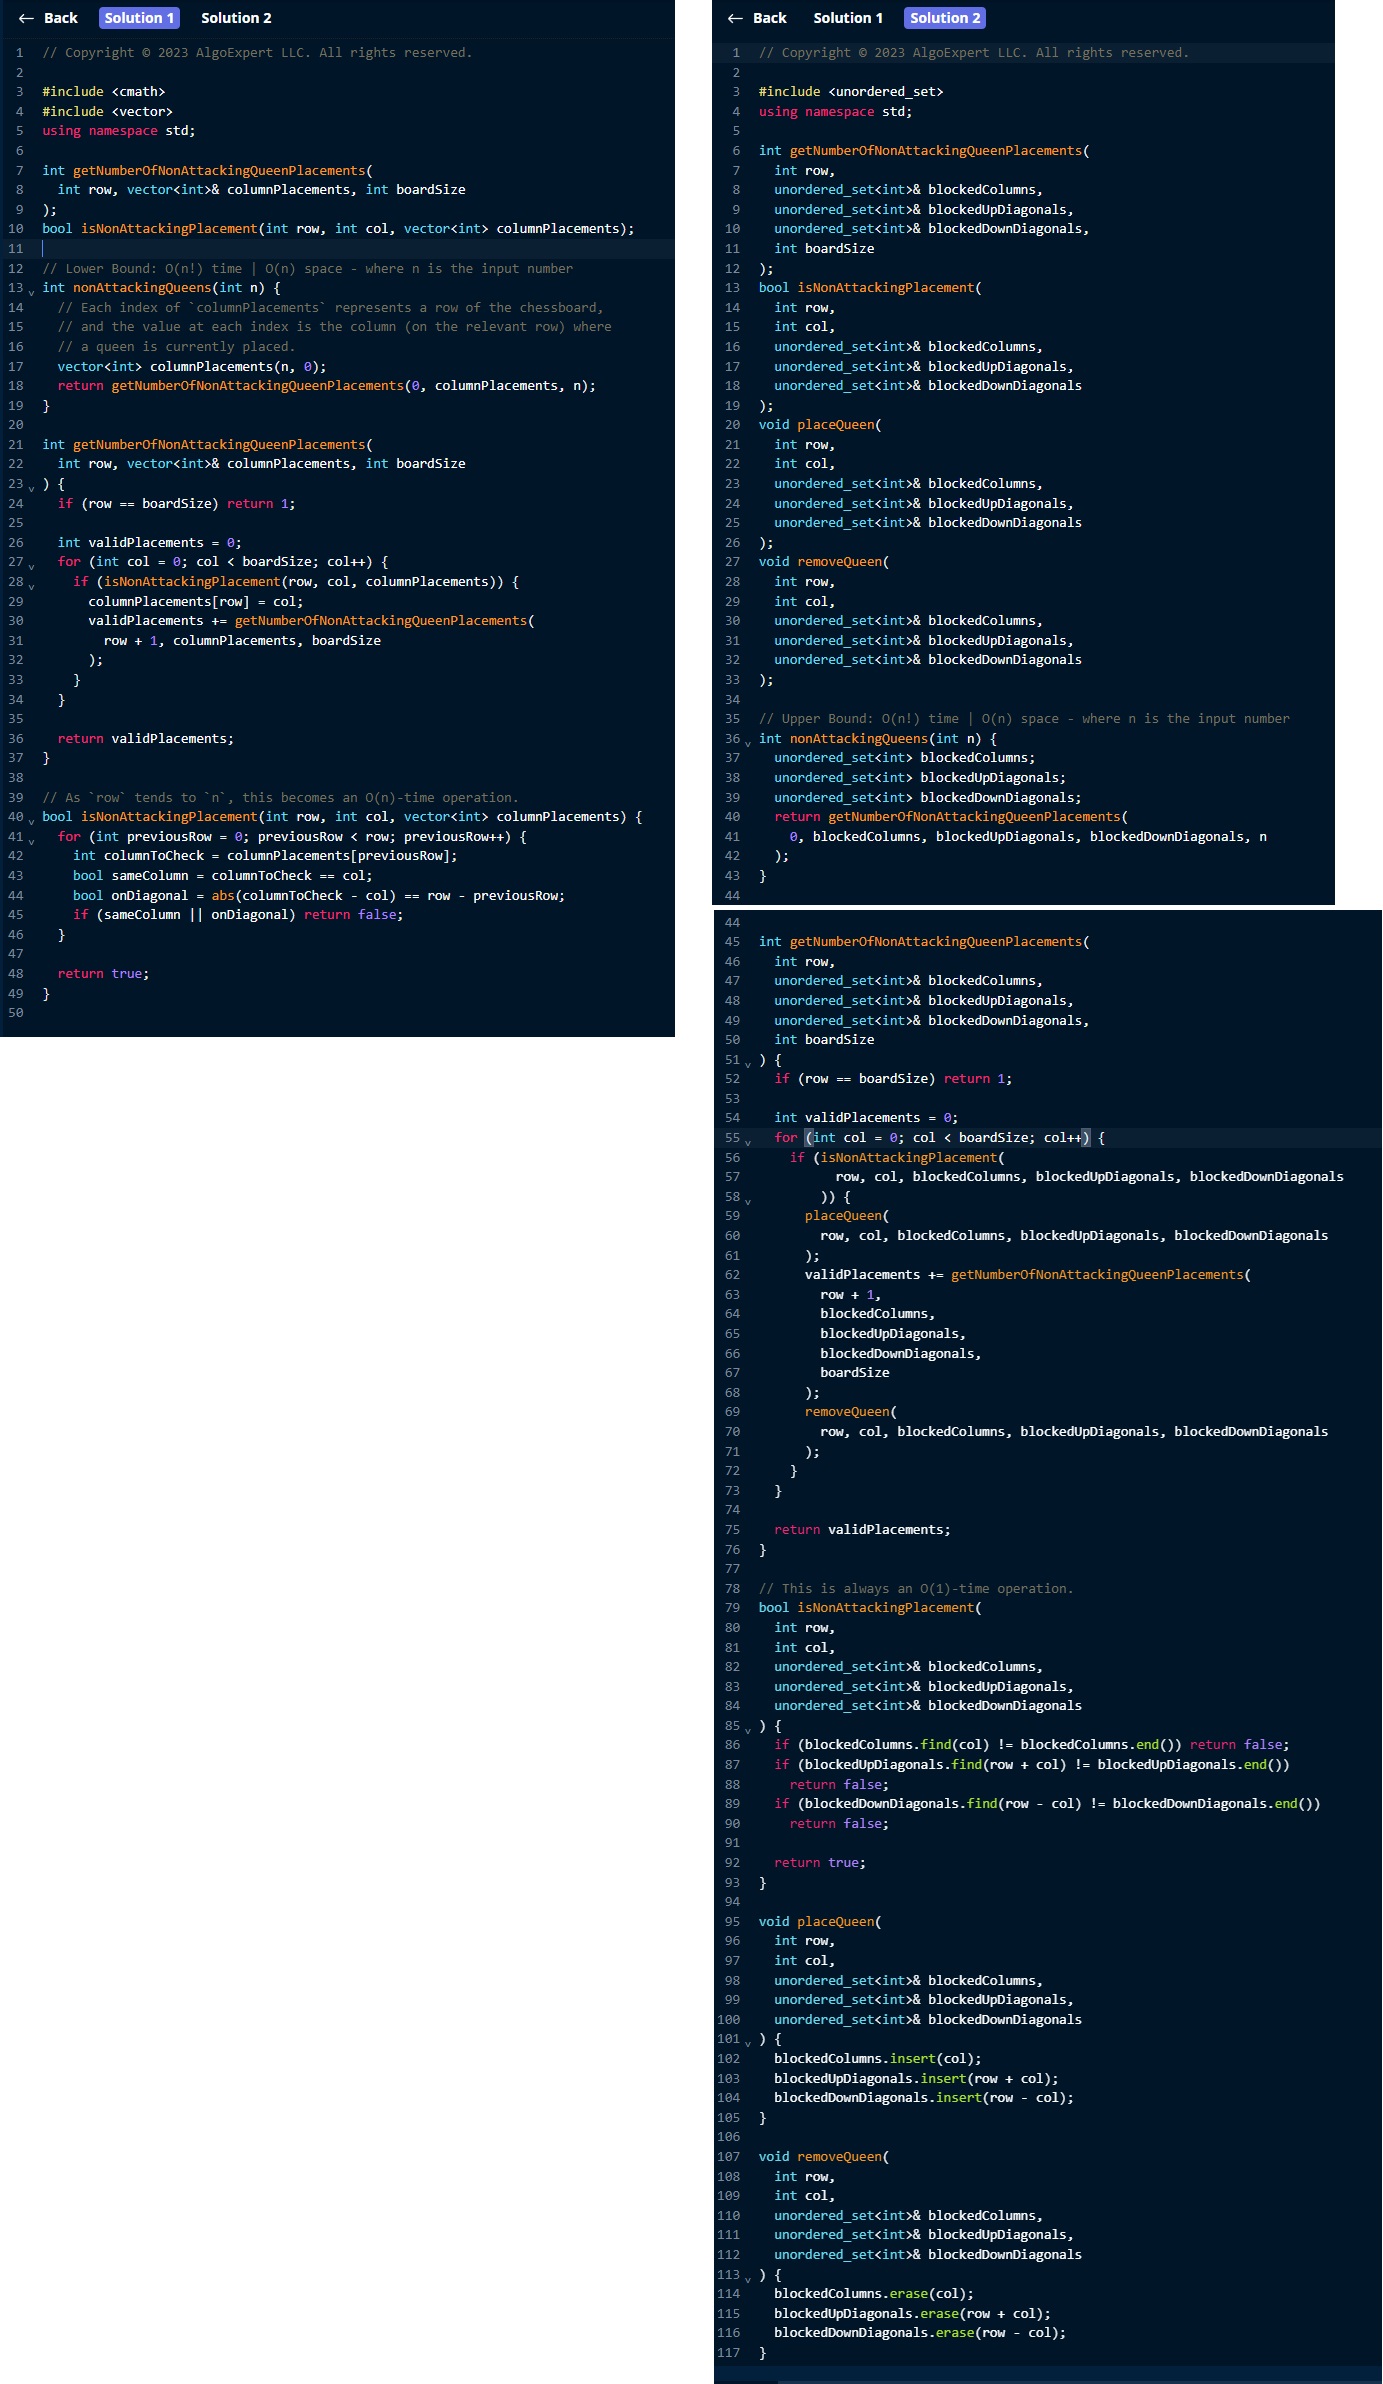 ← Back Solution 1 Solution 2
1 // Copyright © 2023 AlgoExpert LLC. All rights reserved.
2
3 #include <cmath>
4 #include <vector>
5 using namespace std;
6
7 int getNumberOfNonAttackingQueenPlacements(
8   int row, vector<int>& columnPlacements, int boardSize
9 );
10 bool isNonAttackingPlacement(int row, int col, vector<int> columnPlacements);
11
12 // Lower Bound: O(n!) time | O(n) space - where n is the input number
13 int nonAttackingQueens(int n) {
14   // Each index of `columnPlacements` represents a row of the chessboard,
15   // and the value at each index is the column (on the relevant row) where
16   // a queen is currently placed.
17   vector<int> columnPlacements(n, 0);
18   return getNumberOfNonAttackingQueenPlacements(0, columnPlacements, n);
19 }
20
21 int getNumberOfNonAttackingQueenPlacements(
22   int row, vector<int>& columnPlacements, int boardSize
23 ) {
24   if (row == boardSize) return 1;
25
26   int validPlacements = 0;
27   for (int col = 0; col < boardSize; col++) {
28     if (isNonAttackingPlacement(row, col, columnPlacements)) {
29       columnPlacements[row] = col;
30       validPlacements += getNumberOfNonAttackingQueenPlacements(
31         row + 1, columnPlacements, boardSize
32       );
33     }
34   }
35
36   return validPlacements;
37 }
38
39 // As `row` tends to `n`, this becomes an O(n)-time operation.
40 bool isNonAttackingPlacement(int row, int col, vector<int> columnPlacements) {
41   for (int previousRow = 0; previousRow < row; previousRow++) {
42     int columnToCheck = columnPlacements[previousRow];
43     bool sameColumn = columnToCheck == col;
44     bool onDiagonal = abs(columnToCheck - col) == row - previousRow;
45     if (sameColumn || onDiagonal) return false;
46   }
47
48   return true;
49 }
50
← Back Solution 1 Solution 2
1 // Copyright © 2023 AlgoExpert LLC. All rights reserved.
2
3 #include <unordered_set>
4 using namespace std;
5
6 int getNumberOfNonAttackingQueenPlacements(
7   int row,
8   unordered_set<int>& blockedColumns,
9   unordered_set<int>& blockedUpDiagonals,
10   unordered_set<int>& blockedDownDiagonals,
11   int boardSize
12 );
13 bool isNonAttackingPlacement(
14   int row,
15   int col,
16   unordered_set<int>& blockedColumns,
17   unordered_set<int>& blockedUpDiagonals,
18   unordered_set<int>& blockedDownDiagonals
19 );
20 void placeQueen(
21   int row,
22   int col,
23   unordered_set<int>& blockedColumns,
24   unordered_set<int>& blockedUpDiagonals,
25   unordered_set<int>& blockedDownDiagonals
26 );
27 void removeQueen(
28   int row,
29   int col,
30   unordered_set<int>& blockedColumns,
31   unordered_set<int>& blockedUpDiagonals,
32   unordered_set<int>& blockedDownDiagonals
33 );
34
35 // Upper Bound: O(n!) time | O(n) space - where n is the input number
36 int nonAttackingQueens(int n) {
37   unordered_set<int> blockedColumns;
38   unordered_set<int> blockedUpDiagonals;
39   unordered_set<int> blockedDownDiagonals;
40   return getNumberOfNonAttackingQueenPlacements(
41     0, blockedColumns, blockedUpDiagonals, blockedDownDiagonals, n
42   );
43 }
44
44
45 int getNumberOfNonAttackingQueenPlacements(
46   int row,
47   unordered_set<int>& blockedColumns,
48   unordered_set<int>& blockedUpDiagonals,
49   unordered_set<int>& blockedDownDiagonals,
50   int boardSize
51 ) {
52   if (row == boardSize) return 1;
53
54   int validPlacements = 0;
55   for (int col = 0; col < boardSize; col++) {
56     if (isNonAttackingPlacement(
57           row, col, blockedColumns, blockedUpDiagonals, blockedDownDiagonals
58         )) {
59       placeQueen(
60         row, col, blockedColumns, blockedUpDiagonals, blockedDownDiagonals
61       );
62       validPlacements += getNumberOfNonAttackingQueenPlacements(
63         row + 1,
64         blockedColumns,
65         blockedUpDiagonals,
66         blockedDownDiagonals,
67         boardSize
68       );
69       removeQueen(
70         row, col, blockedColumns, blockedUpDiagonals, blockedDownDiagonals
71       );
72     }
73   }
74
75   return validPlacements;
76 }
77
78 // This is always an O(1)-time operation.
79 bool isNonAttackingPlacement(
80   int row,
81   int col,
82   unordered_set<int>& blockedColumns,
83   unordered_set<int>& blockedUpDiagonals,
84   unordered_set<int>& blockedDownDiagonals
85 ) {
86   if (blockedColumns.find(col) != blockedColumns.end()) return false;
87   if (blockedUpDiagonals.find(row + col) != blockedUpDiagonals.end())
88     return false;
89   if (blockedDownDiagonals.find(row - col) != blockedDownDiagonals.end())
90     return false;
91
92   return true;
93 }
94
95 void placeQueen(
96   int row,
97   int col,
98   unordered_set<int>& blockedColumns,
99   unordered_set<int>& blockedUpDiagonals,
100   unordered_set<int>& blockedDownDiagonals
101 ) {
102   blockedColumns.insert(col);
103   blockedUpDiagonals.insert(row + col);
104   blockedDownDiagonals.insert(row - col);
105 }
106
107 void removeQueen(
108   int row,
109   int col,
110   unordered_set<int>& blockedColumns,
111   unordered_set<int>& blockedUpDiagonals,
112   unordered_set<int>& blockedDownDiagonals
113 ) {
114   blockedColumns.erase(col);
115   blockedUpDiagonals.erase(row + col);
116   blockedDownDiagonals.erase(row - col);
117 }